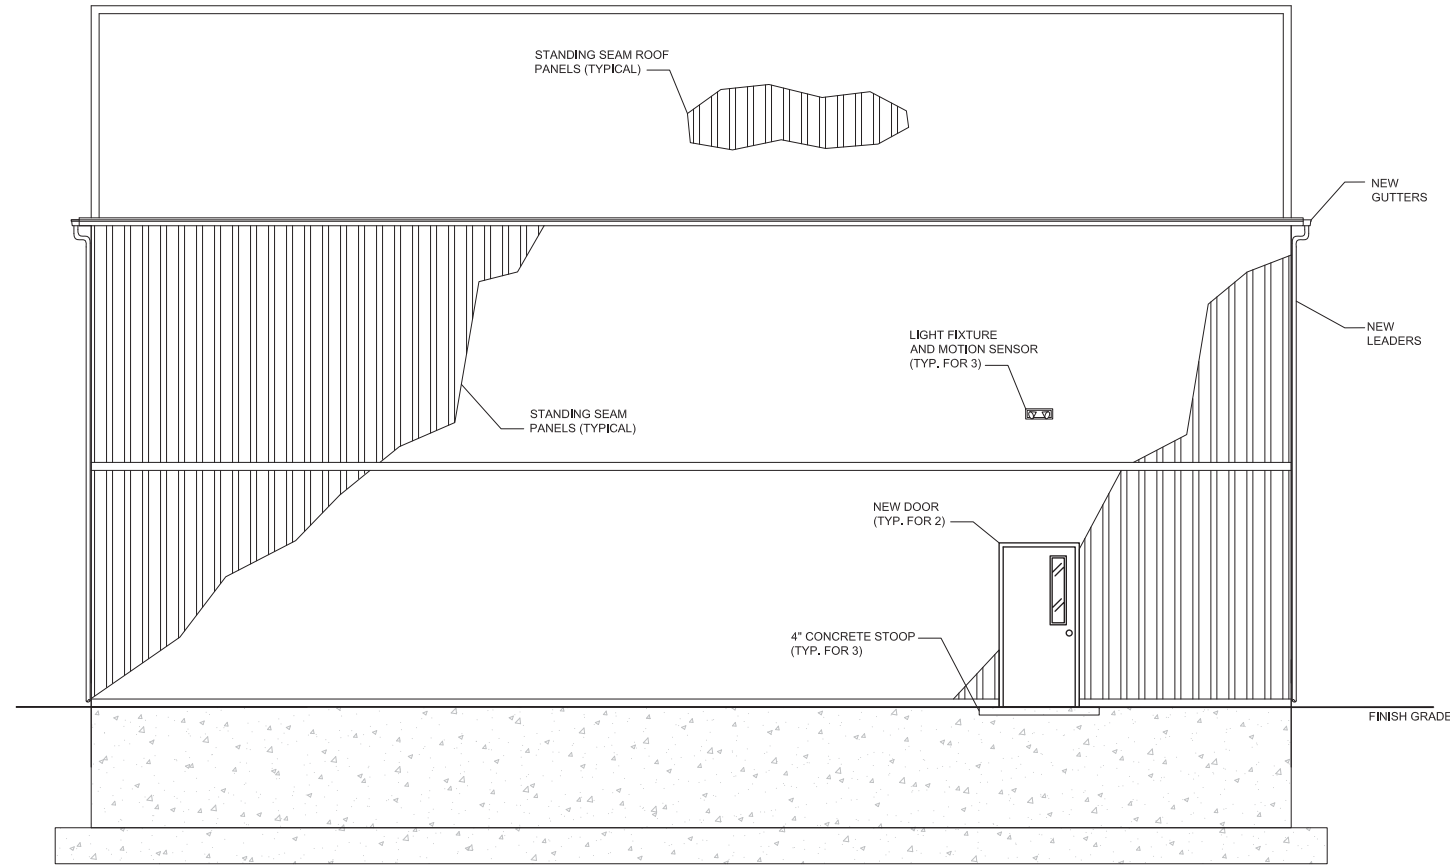 STANDING SEAM ROOF
PANELS (TYPICAL)
NEW
GUTTERS
NEW
LEADERS
LIGHT FIXTURE
AND MOTION SENSOR
(TYP. FOR 3)
STANDING SEAM
PANELS (TYPICAL)
NEW DOOR
(TYP. FOR 2)
4" CONCRETE STOOP
(TYP. FOR 3)
FINISH GRADE